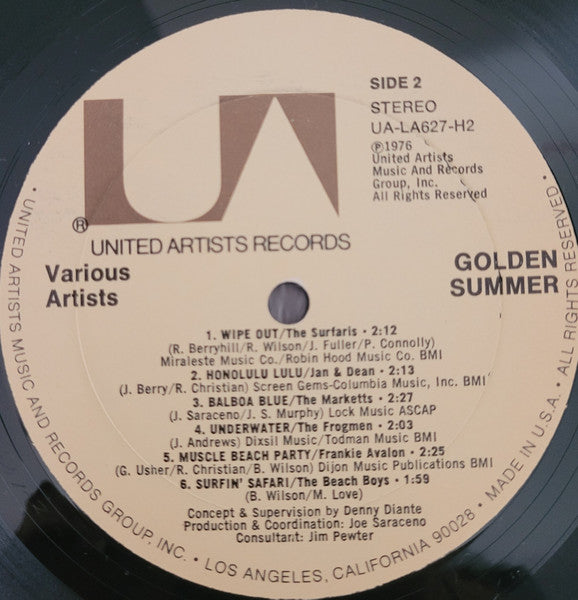 UA
SIDE 2
STEREO
UA-LA627-H2
Ⓟ1976
United Artists
Music And Records
Group, Inc.
All Rights Reserved
®
UNITED ARTISTS RECORDS
Various
Artists
GOLDEN
SUMMER
1. WIPE OUT/The Surfaris • 2:12
(R. Berryhill/R. Wilson/J. Fuller/P. Connolly)
Miraleste Music Co./Robin Hood Music Co. BMI
2. HONOLULU LULU/Jan & Dean • 2:13
(J. Berry/R. Christian) Screen Gems-Columbia Music, Inc. BMI
3. BALBOA BLUE/The Marketts • 2:27
(J. Saraceno/J. S. Murphy) Lock Music ASCAP
4. UNDERWATER/The Frogmen • 2:03
(J. Andrews) Dixsil Music/Todman Music BMI
5. MUSCLE BEACH PARTY/Frankie Avalon • 2:25
(G. Usher/R. Christian/B. Wilson) Dijon Music Publications BMI
6. SURFIN' SAFARI/The Beach Boys • 1:59
(B. Wilson/M. Love)
Concept & Supervision by Denny Diante
Production & Coordination: Joe Saraceno
Consultant: Jim Pewter
• UNITED ARTISTS MUSIC AND RECORDS GROUP, INC. • LOS ANGELES, CALIFORNIA 90028 • MADE IN U.S.A. • ALL RIGHTS RESERVED •